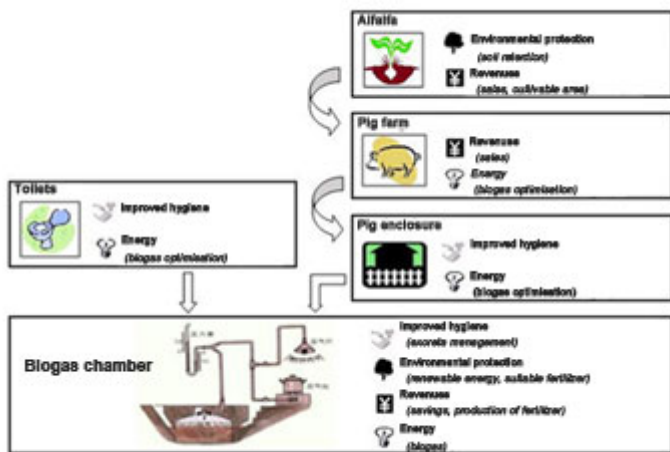 Alfalfa
Environmental protection
(soil retention)
Revenues
(sales, cultivable area)
Pig farm
Revenues
(sales)
Energy
(biogas optimisation)
Toilets
Improved hygiene
Energy
(biogas optimisation)
Pig enclosure
Improved hygiene
Energy
(biogas optimisation)
Biogas chamber
Improved hygiene
(excreta management)
Environmental protection
(renewable energy, suitable fertilizer)
Revenues
(savings, production of fertilizer)
Energy
(biogas)